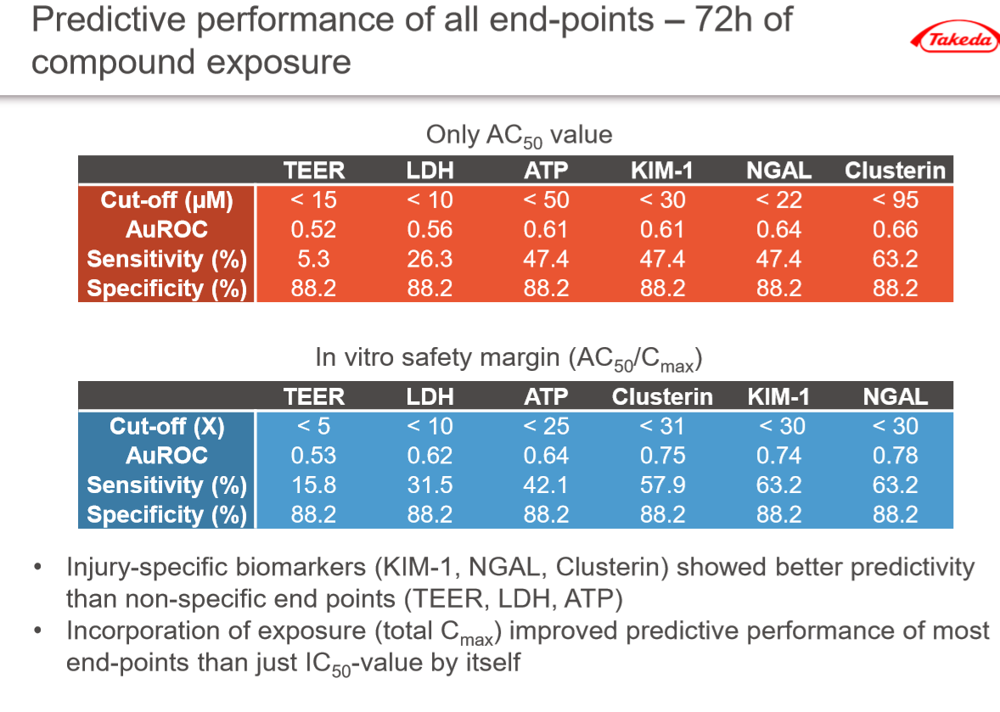 Predictive performance of all end-points – 72h of
compound exposure
Takeda
Only AC50 value
TEER LDH ATP KIM-1 NGAL Clusterin
Cut-off (µM) < 15 < 10 < 50 < 30 < 22 < 95
AuROC 0.52 0.56 0.61 0.61 0.64 0.66
Sensitivity (%) 5.3 26.3 47.4 47.4 47.4 63.2
Specificity (%) 88.2 88.2 88.2 88.2 88.2 88.2
In vitro safety margin (AC50/Cmax)
TEER LDH ATP Clusterin KIM-1 NGAL
Cut-off (X) < 5 < 10 < 25 < 31 < 30 < 30
AuROC 0.53 0.62 0.64 0.75 0.74 0.78
Sensitivity (%) 15.8 31.5 42.1 57.9 63.2 63.2
Specificity (%) 88.2 88.2 88.2 88.2 88.2 88.2
• Injury-specific biomarkers (KIM-1, NGAL, Clusterin) showed better predictivity
than non-specific end points (TEER, LDH, ATP)
• Incorporation of exposure (total Cmax) improved predictive performance of most
end-points than just IC50-value by itself